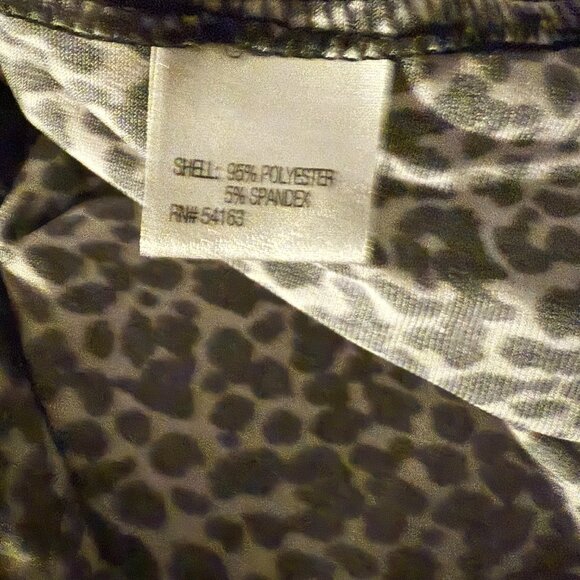 SHELL: 95% POLYESTER
5% SPANDEX
RN# 54163